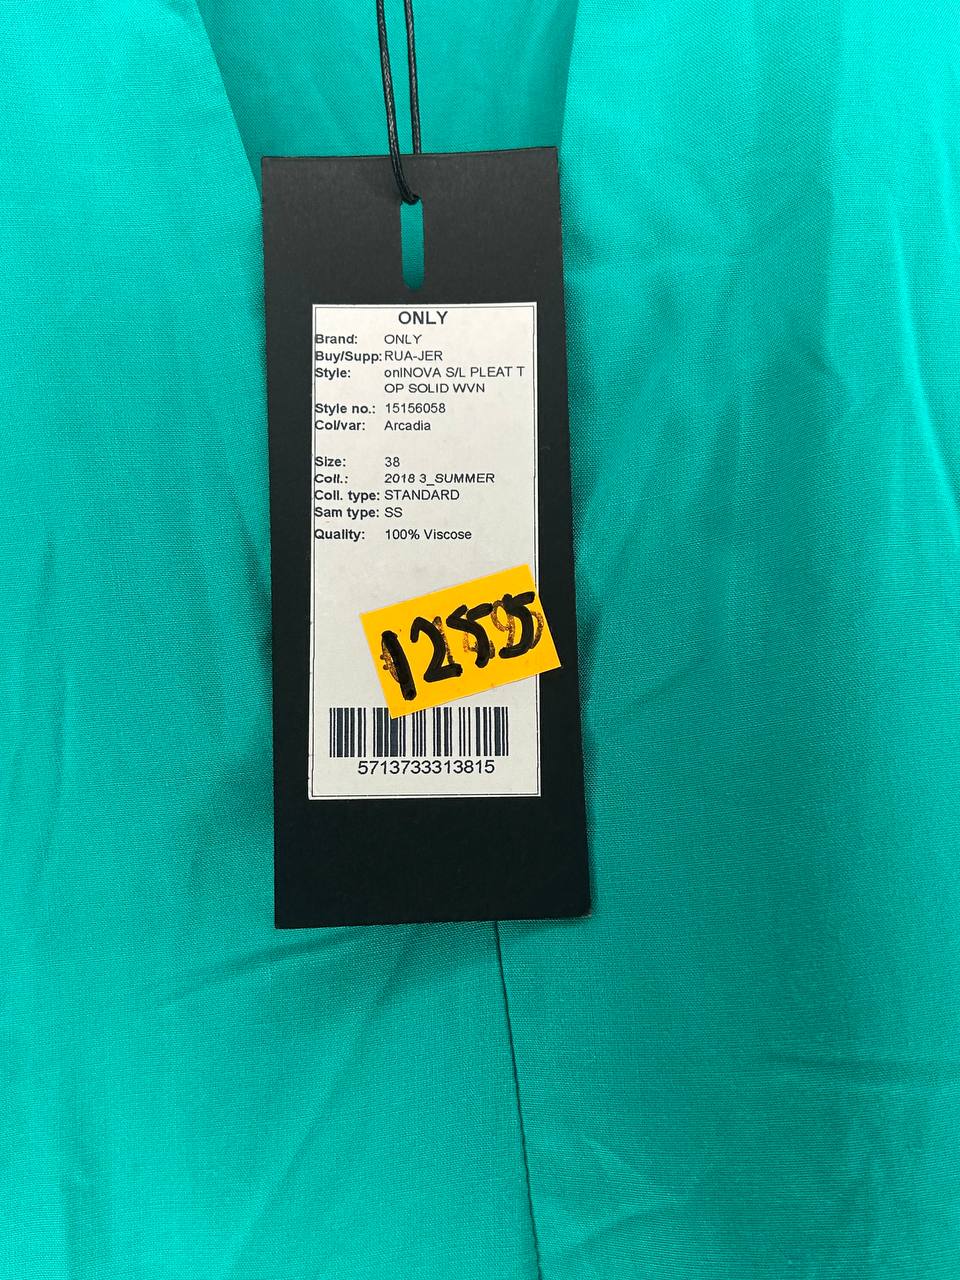 ONLY
Brand: ONLY
Buy/Supp: RUA-JER
Style: onlNOVA S/L PLEAT T
OP SOLID WVN
Style no.: 15156058
Col/var: Arcadia
Size: 38
Coll.: 2018 3_SUMMER
Coll. type: STANDARD
Sam type: SS
Quality: 100% Viscose
5713733313815